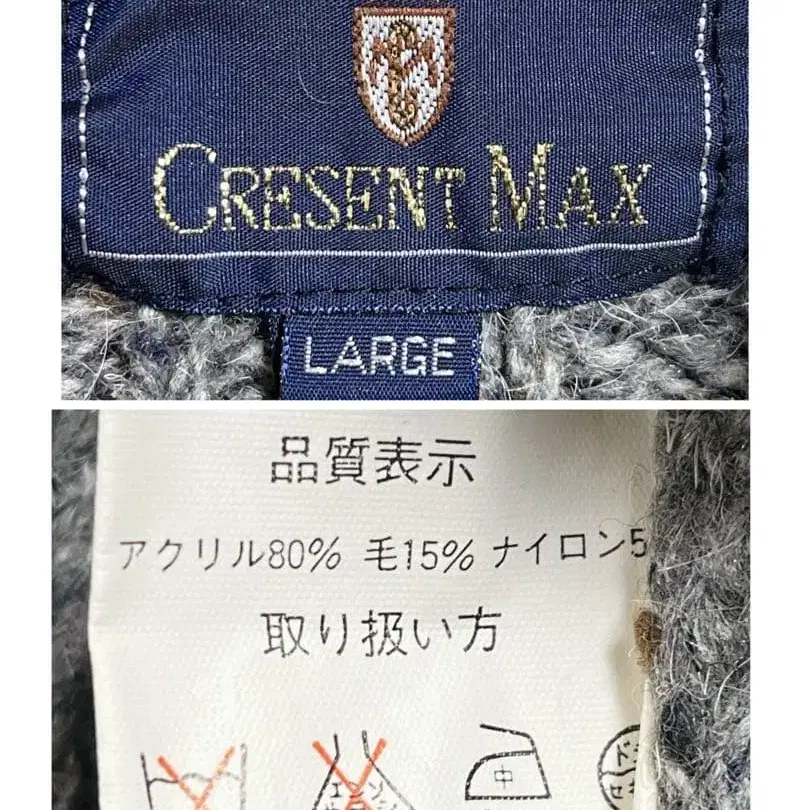 CRESENT MAX
LARGE
品質表示
アクリル80% 毛15% ナイロン5
取り扱い方
中